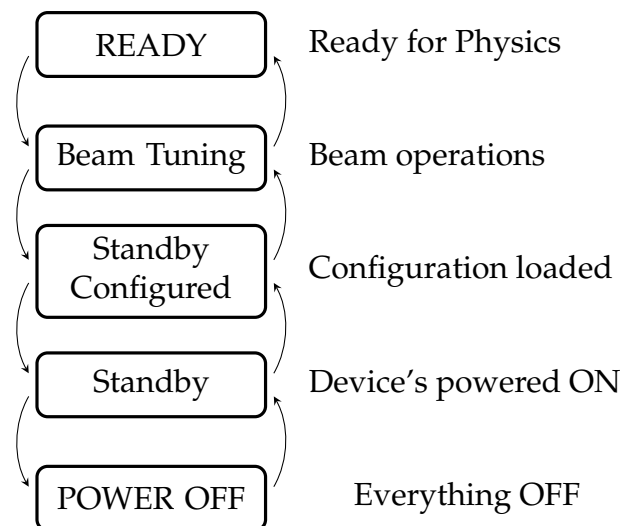 READY Ready for Physics
Beam Tuning Beam operations
Standby
Configured Configuration loaded
Standby Device's powered ON
POWER OFF Everything OFF